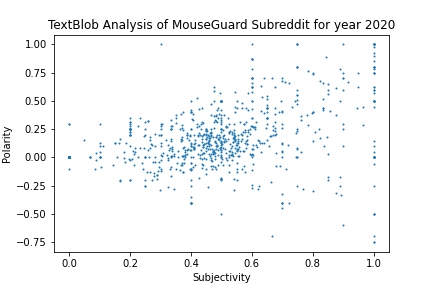 TextBlob Analysis of MouseGuard Subreddit for year 2020
1.00
0.75
0.50
0.25
0.00
−0.25
−0.50
−0.75
Polarity
0.0 0.2 0.4 0.6 0.8 1.0
Subjectivity